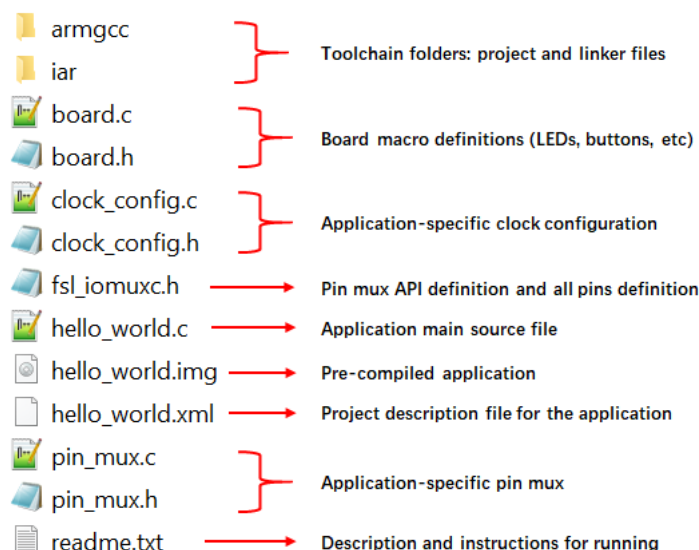 armgcc
iar
Toolchain folders: project and linker files
board.c
board.h
Board macro definitions (LEDs, buttons, etc)
clock_config.c
clock_config.h
Application-specific clock configuration
fsl_iomuxc.h
Pin mux API definition and all pins definition
hello_world.c
Application main source file
hello_world.img
Pre-compiled application
hello_world.xml
Project description file for the application
pin_mux.c
pin_mux.h
Application-specific pin mux
readme.txt
Description and instructions for running